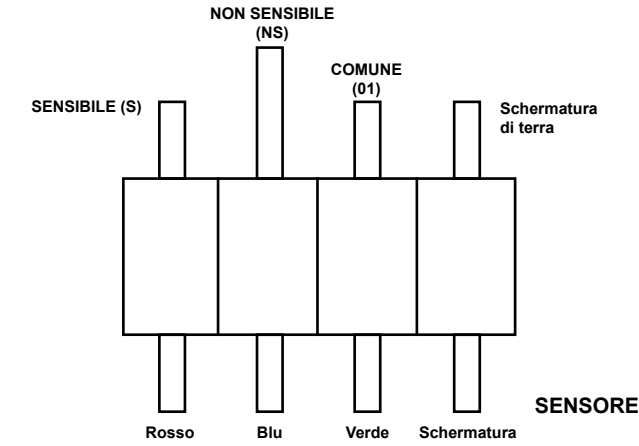 NON SENSIBILE
(NS)
COMUNE
(01)
SENSIBILE (S)
Schermatura
di terra
SENSORE
Rosso
Blu
Verde
Schermatura